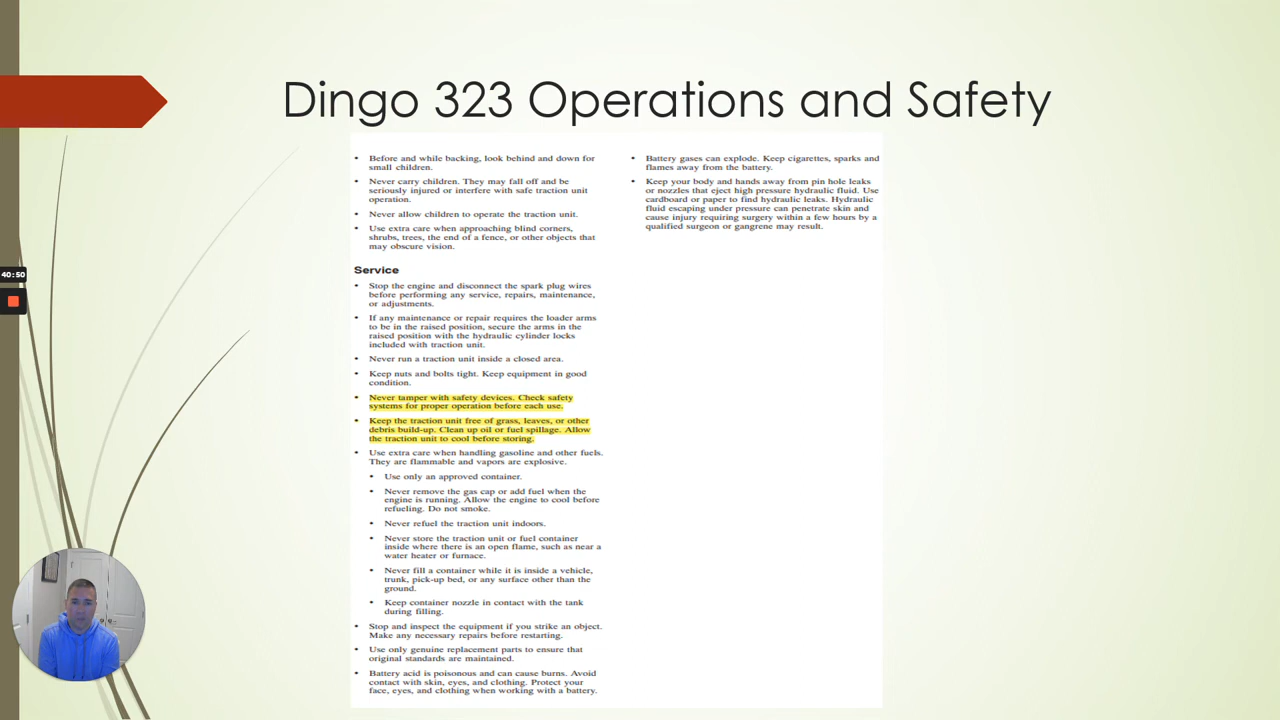 Dingo 323 Operations and Safety
• Before and while backing, look behind and down for
small children.
• Never carry children. They may fall off and be
seriously injured or interfere with safe traction unit
operation.
• Never allow children to operate the traction unit.
• Use extra care when approaching blind corners,
shrubs, trees, the end of a fence, or other objects that
may obscure vision.
Service
• Stop the engine and disconnect the spark plug wires
before performing any service, repairs, maintenance,
or adjustments.
• If any maintenance or repair requires the loader arms
to be in the raised position, secure the arms in the
raised position with the hydraulic cylinder locks
included with traction unit.
• Never run a traction unit inside a closed area.
• Keep nuts and bolts tight. Keep equipment in good
condition.
• Never tamper with safety devices. Check safety
systems for proper operation before each use.
• Keep the traction unit free of grass, leaves, or other
debris build-up. Clean up oil or fuel spillage. Allow
the traction unit to cool before storing.
• Use extra care when handling gasoline and other fuels.
They are flammable and vapors are explosive.
• Use only an approved container.
• Never remove the gas cap or add fuel when the
engine is running. Allow the engine to cool before
refueling. Do not smoke.
• Never refuel the traction unit indoors.
• Never store the traction unit or fuel container
inside where there is an open flame, such as near a
water heater or furnace.
• Never fill a container while it is inside a vehicle,
trunk, pick-up bed, or any surface other than the
ground.
• Keep container nozzle in contact with the tank
during filling.
• Stop and inspect the equipment if you strike an object.
Make any necessary repairs before restarting.
• Use only genuine replacement parts to ensure that
original standards are maintained.
• Battery acid is poisonous and can cause burns. Avoid
contact with skin, eyes, and clothing. Protect your
face, eyes, and clothing when working with a battery.
• Battery gases can explode. Keep cigarettes, sparks and
flames away from the battery.
• Keep your body and hands away from pin hole leaks
or nozzles that eject high pressure hydraulic fluid. Use
cardboard or paper to find hydraulic leaks. Hydraulic
fluid escaping under pressure can penetrate skin and
cause injury requiring surgery within a few hours by a
qualified surgeon or gangrene may result.
40:50